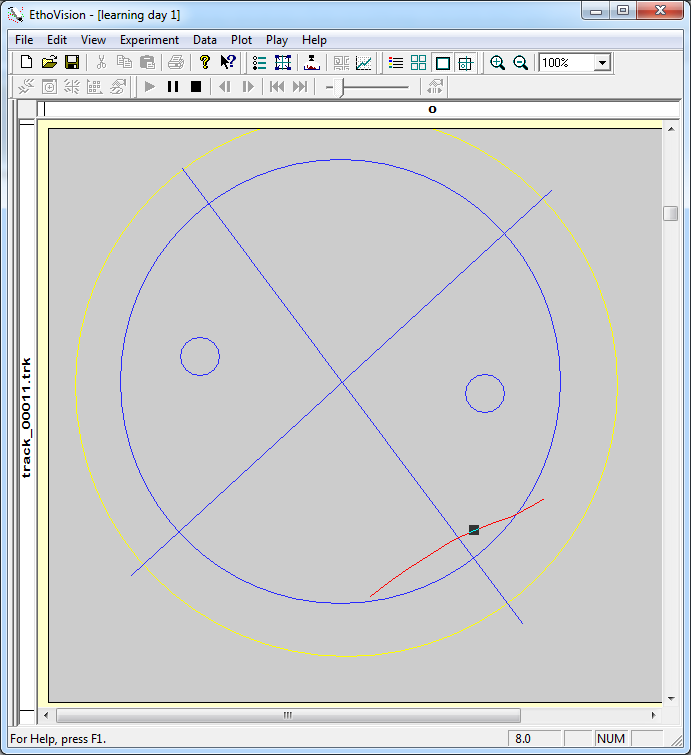 EthoVision - [learning day 1]
File Edit View Experiment Data Plot Play Help
100%
o
track_00011.trk
For Help, press F1.
8.0
NUM